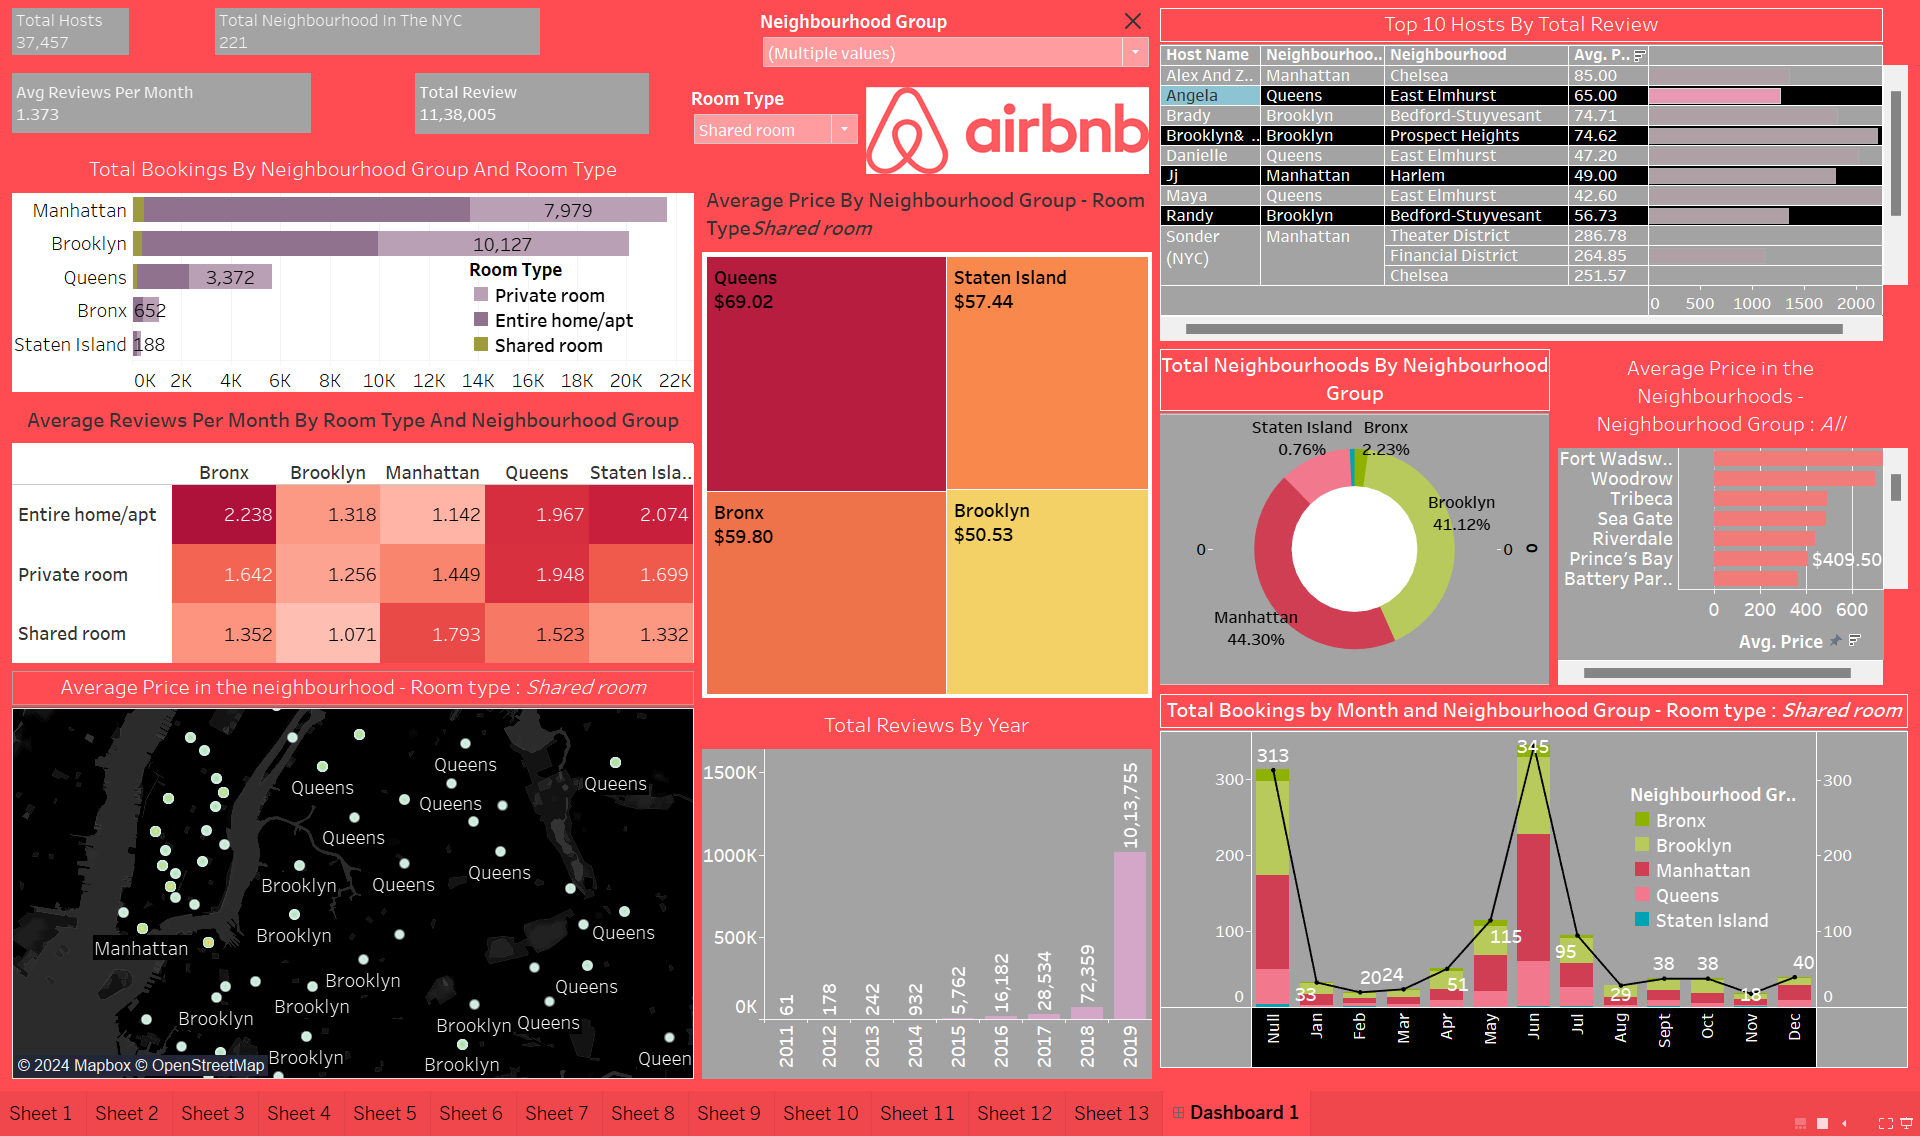 Total Hosts
37,457
Total Neighbourhood In The NYC
221
Avg Reviews Per Month
1.373
Total Review
11,38,005
Neighbourhood Group
(Multiple values)
Room Type
Shared room
airbnb
Total Bookings By Neighbourhood Group And Room Type
Manhattan 7,979
Brooklyn 10,127
Queens 3,372
Bronx 652
Staten Island 188
Room Type
Private room
Entire home/apt
Shared room
0K 2K 4K 6K 8K 10K 12K 14K 16K 18K 20K 22K
Average Reviews Per Month By Room Type And Neighbourhood Group
Bronx Brooklyn Manhattan Queens Staten Isla..
Entire home/apt 2.238 1.318 1.142 1.967 2.074
Private room 1.642 1.256 1.449 1.948 1.699
Shared room 1.352 1.071 1.793 1.523 1.332
Average Price in the neighbourhood - Room type : Shared room
Queens
Queens
Queens
Queens
Queens
Queens
Queens
Brooklyn
Queens
Brooklyn
Queens
Manhattan
Brooklyn
Queens
Brooklyn
Brooklyn
Brooklyn
Queens
Brooklyn
Brooklyn
Queen
© 2024 Mapbox © OpenStreetMap
Average Price By Neighbourhood Group - Room
TypeShared room
Queens
$69.02
Staten Island
$57.44
Bronx
$59.80
Brooklyn
$50.53
Total Reviews By Year
1500K
1000K
500K
0K
61 178 242 932 5,762 16,182 28,534 72,359 10,13,755
2011 2012 2013 2014 2015 2016 2017 2018 2019
Top 10 Hosts By Total Review
Host Name Neighbourhoo.. Neighbourhood Avg. P..
Alex And Z.. Manhattan Chelsea 85.00
Angela Queens East Elmhurst 65.00
Brady Brooklyn Bedford-Stuyvesant 74.71
Brooklyn& .. Brooklyn Prospect Heights 74.62
Danielle Queens East Elmhurst 47.20
Jj Manhattan Harlem 49.00
Maya Queens East Elmhurst 42.60
Randy Brooklyn Bedford-Stuyvesant 56.73
Sonder (NYC) Manhattan Theater District 286.78
Financial District 264.85
Chelsea 251.57
0 500 1000 1500 2000
Total Neighbourhoods By Neighbourhood
Group
Staten Island
0.76%
Bronx
2.23%
Brooklyn
41.12%
Manhattan
44.30%
0 0 0
Average Price in the
Neighbourhoods -
Neighbourhood Group : All
Fort Wadsw..
Woodrow
Tribeca
Sea Gate
Riverdale
Prince's Bay $409.50
Battery Par..
0 200 400 600
Avg. Price
Total Bookings by Month and Neighbourhood Group - Room type : Shared room
300
200
100
0
313 33 20 24 51 115 345 95 29 38 38 18 40
Neighbourhood Gr..
Bronx
Brooklyn
Manhattan
Queens
Staten Island
300
200
100
0
Null Jan Feb Mar Apr May Jun Jul Aug Sept Oct Nov Dec
Sheet 1 Sheet 2 Sheet 3 Sheet 4 Sheet 5 Sheet 6 Sheet 7 Sheet 8 Sheet 9 Sheet 10 Sheet 11 Sheet 12 Sheet 13 Dashboard 1